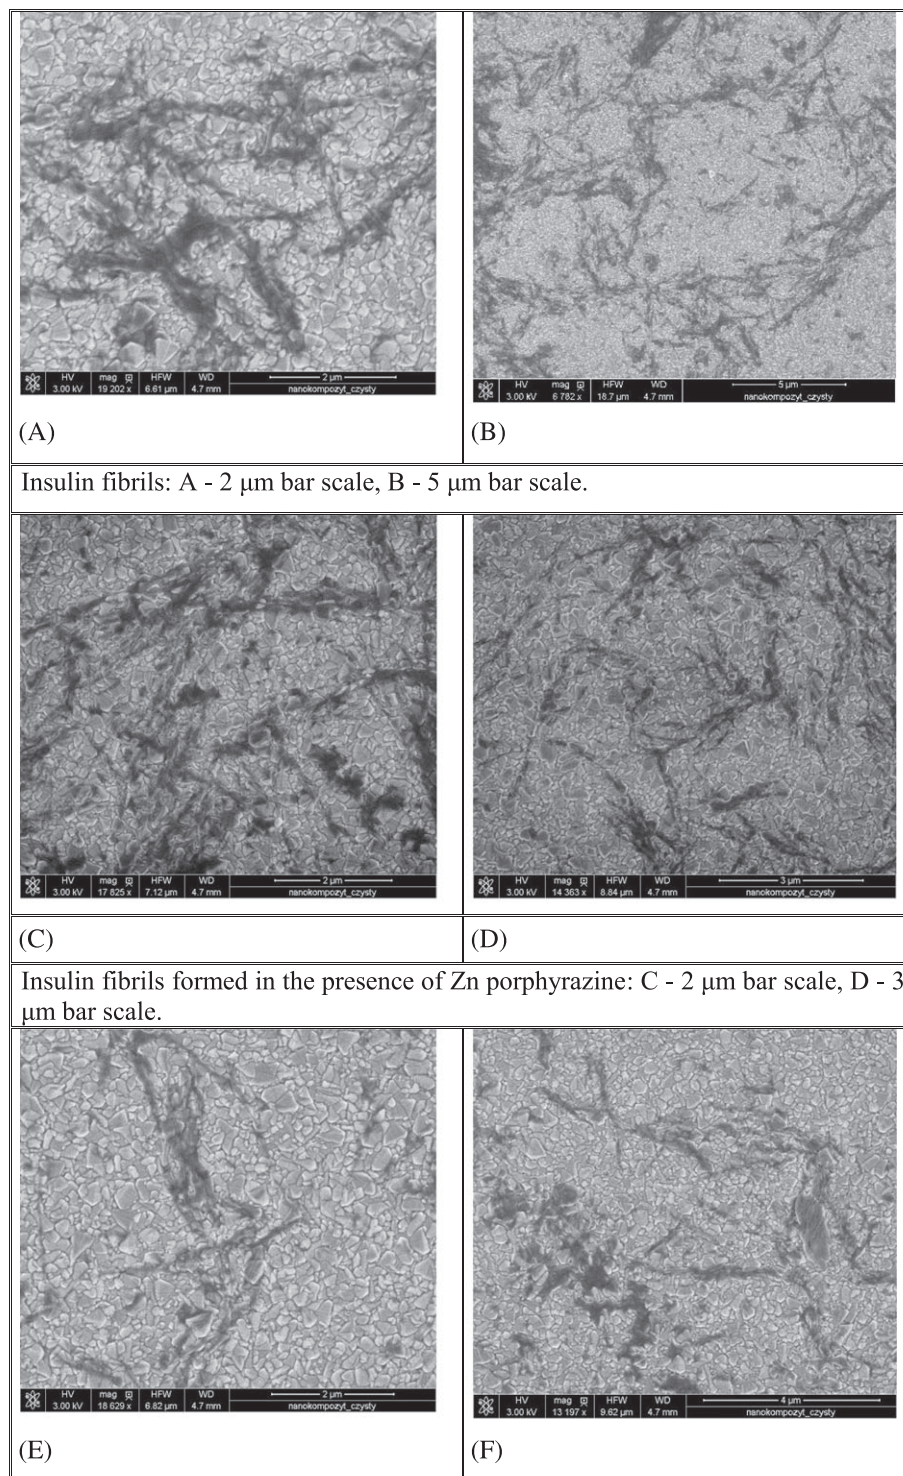 HV mag HFW WD 2 µm
3.00 kV 19 202 x 6.61 µm 4.7 mm nanokompozyt_czysty
HV mag HFW WD 5 µm
3.00 kV 6 782 x 18.7 µm 4.7 mm nanokompozyt_czysty
(A)
(B)
Insulin fibrils: A - 2 µm bar scale, B - 5 µm bar scale.
HV mag HFW WD 2 µm
3.00 kV 17 825 x 7.12 µm 4.7 mm nanokompozyt_czysty
HV mag HFW WD 3 µm
3.00 kV 14 363 x 8.84 µm 4.7 mm nanokompozyt_czysty
(C)
(D)
Insulin fibrils formed in the presence of Zn porphyrazine: C - 2 µm bar scale, D - 3
µm bar scale.
HV mag HFW WD 2 µm
3.00 kV 18 629 x 6.82 µm 4.7 mm nanokompozyt_czysty
HV mag HFW WD 4 µm
3.00 kV 13 197 x 9.62 µm 4.7 mm nanokompozyt_czysty
(E)
(F)